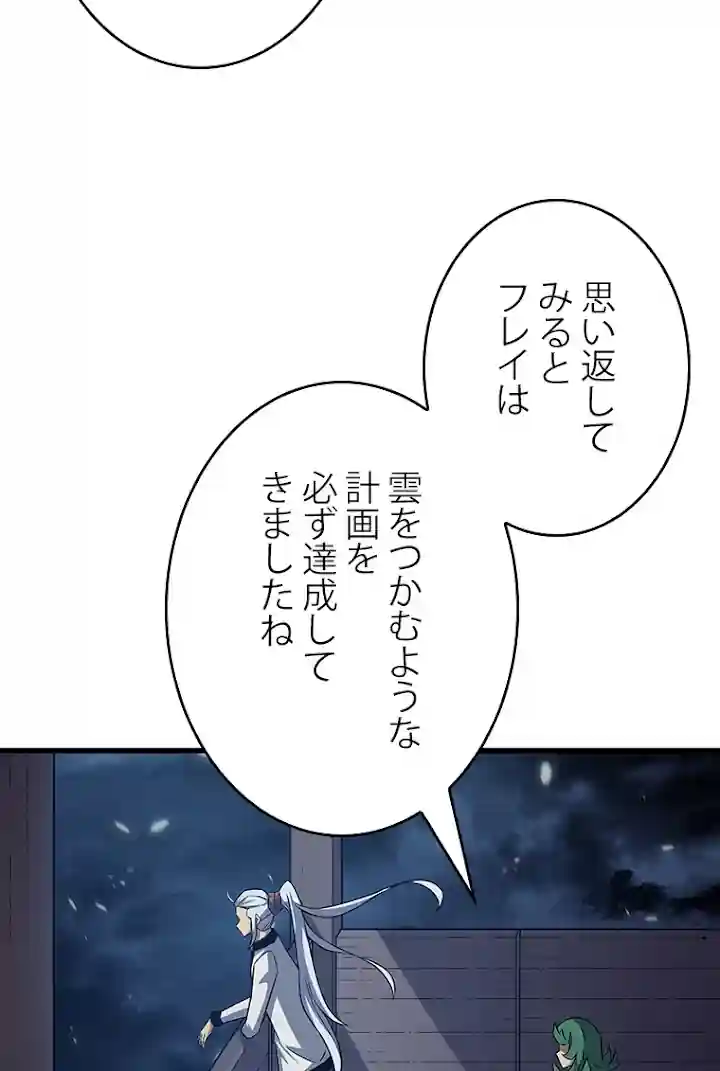 思い返して
みると
フレイは
雲をつかむような
計画を
必ず達成して
きましたね